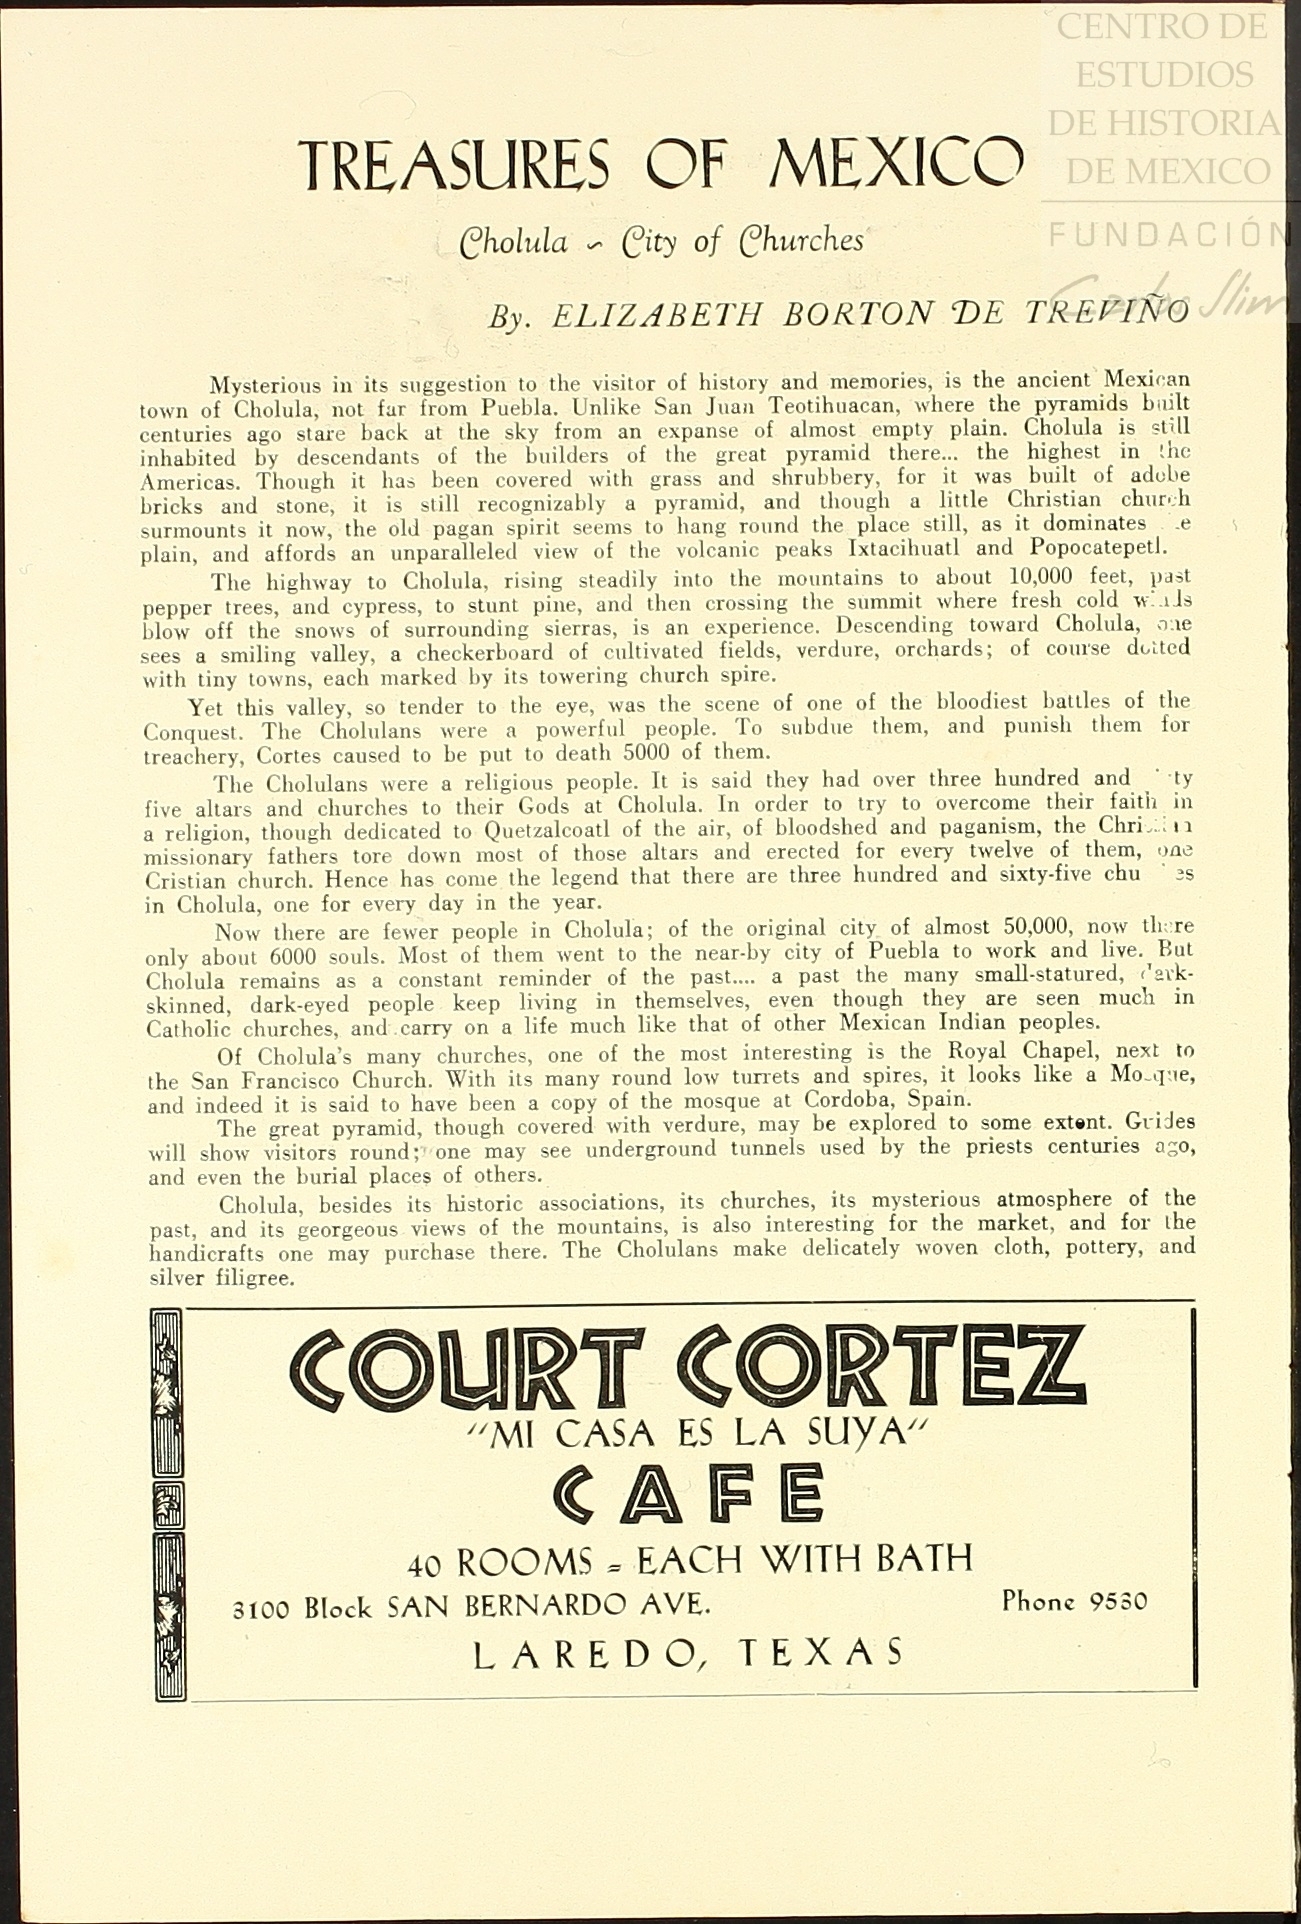 CENTRO DE
ESTUDIOS
DE HISTORIA
DE MEXICO
FUNDACIÓN
Carlos Slim
TREASURES OF MEXICO
Cholula ~ City of Churches
By. ELIZABETH BORTON DE TREVIÑO
Mysterious in its suggestion to the visitor of history and memories, is the ancient Mexican
town of Cholula, not far from Puebla. Unlike San Juan Teotihuacan, where the pyramids built
centuries ago stare back at the sky from an expanse of almost empty plain. Cholula is still
inhabited by descendants of the builders of the great pyramid there... the highest in the
Americas. Though it has been covered with grass and shrubbery, for it was built of adobe
bricks and stone, it is still recognizably a pyramid, and though a little Christian church
surmounts it now, the old pagan spirit seems to hang round the place still, as it dominates
plain, and affords an unparalleled view of the volcanic peaks Ixtacihuatl and Popocatepetl.
The highway to Cholula, rising steadily into the mountains to about 10,000 feet, past
pepper trees, and cypress, to stunt pine, and then crossing the summit where fresh cold winds
blow off the snows of surrounding sierras, is an experience. Descending toward Cholula, one
sees a smiling valley, a checkerboard of cultivated fields, verdure, orchards; of course dotted
with tiny towns, each marked by its towering church spire.
Yet this valley, so tender to the eye, was the scene of one of the bloodiest battles of the
Conquest. The Cholulans were a powerful people. To subdue them, and punish them for
treachery, Cortes caused to be put to death 5000 of them.
The Cholulans were a religious people. It is said they had over three hundred and
five altars and churches to their Gods at Cholula. In order to try to overcome their faith in
a religion, though dedicated to Quetzalcoatl of the air, of bloodshed and paganism, the Christian
missionary fathers tore down most of those altars and erected for every twelve of them, one
Cristian church. Hence has come the legend that there are three hundred and sixty-five
in Cholula, one for every day in the year.
Now there are fewer people in Cholula; of the original city of almost 50,000, now there
only about 6000 souls. Most of them went to the near-by city of Puebla to work and live. But
Cholula remains as a constant reminder of the past.... a past the many small-statured, dark-
skinned, dark-eyed people keep living in themselves, even though they are seen much in
Catholic churches, and carry on a life much like that of other Mexican Indian peoples.
Of Cholula's many churches, one of the most interesting is the Royal Chapel, next to
the San Francisco Church. With its many round low turrets and spires, it looks like a Mosque,
and indeed it is said to have been a copy of the mosque at Cordoba, Spain.
The great pyramid, though covered with verdure, may be explored to some extent. Guides
will show visitors round; one may see underground tunnels used by the priests centuries ago,
and even the burial places of others.
Cholula, besides its historic associations, its churches, its mysterious atmosphere of the
past, and its georgeous views of the mountains, is also interesting for the market, and for the
handicrafts one may purchase there. The Cholulans make delicately woven cloth, pottery, and
silver filigree.
COURT CORTEZ
"MI CASA ES LA SUYA"
CAFE
40 ROOMS = EACH WITH BATH
3100 Block SAN BERNARDO AVE. Phone 9530
LAREDO, TEXAS